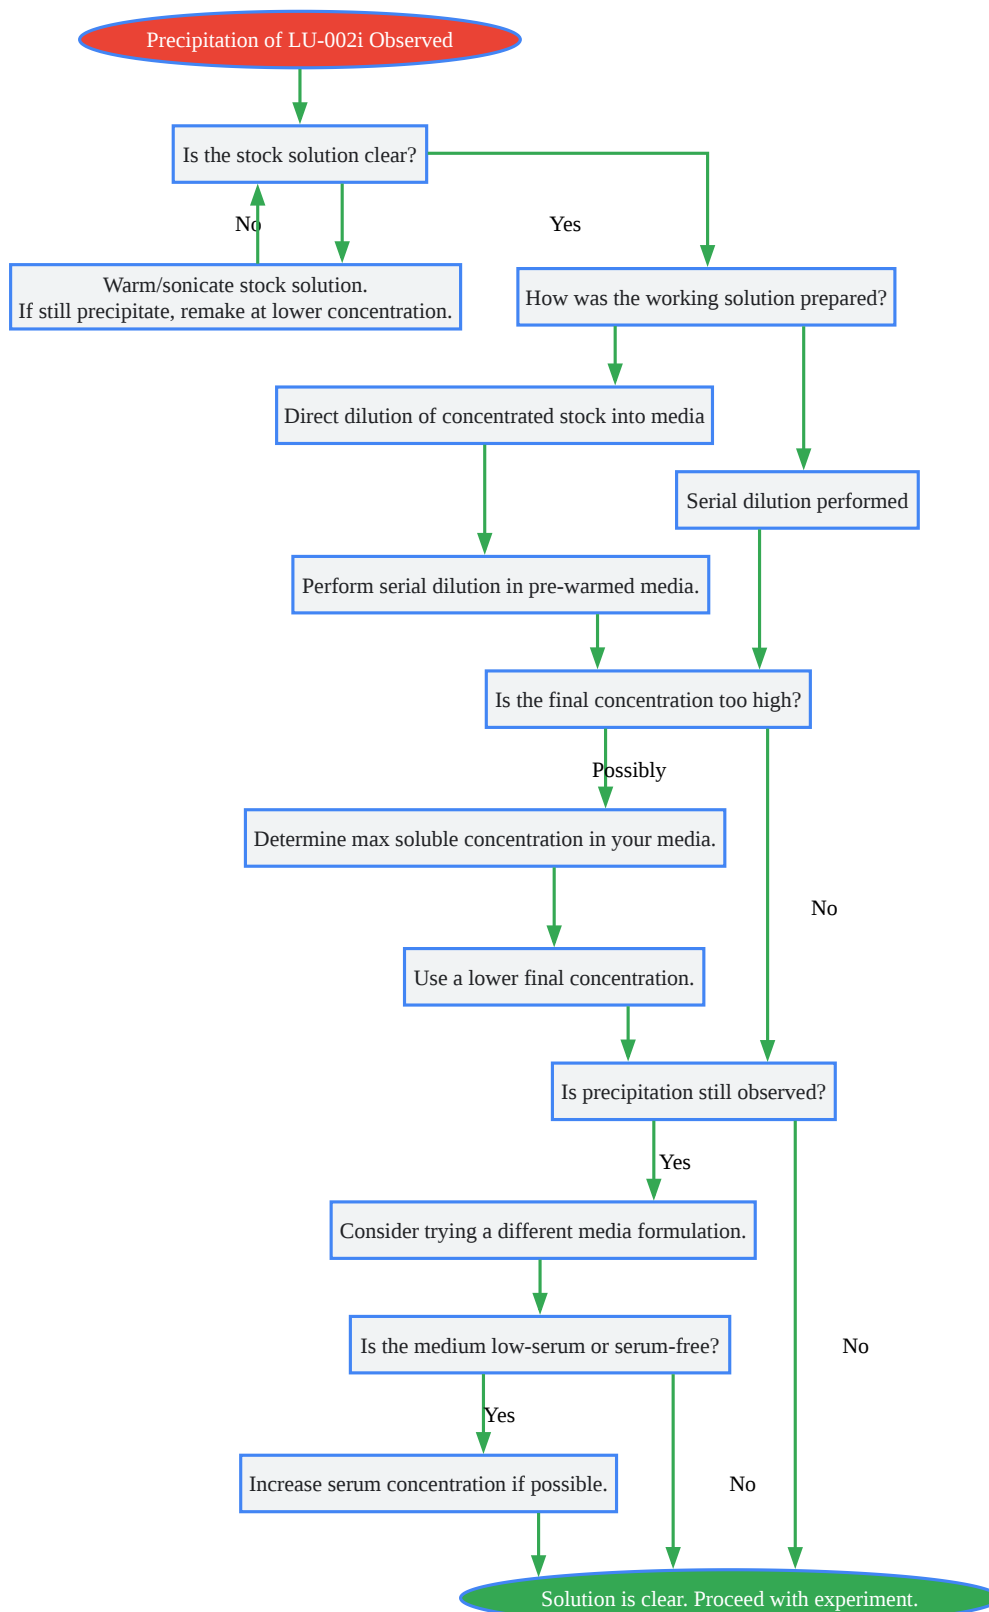 Precipitation of LU-002i Observed
Is the stock solution clear?
No
Yes
Warm/sonicate stock solution.
If still precipitate, remake at lower concentration.
How was the working solution prepared?
Direct dilution of concentrated stock into media
Serial dilution performed
Perform serial dilution in pre-warmed media.
Is the final concentration too high?
Possibly
Determine max soluble concentration in your media.
No
Use a lower final concentration.
Is precipitation still observed?
Yes
Consider trying a different media formulation.
Is the medium low-serum or serum-free?
No
Yes
Increase serum concentration if possible.
No
Solution is clear. Proceed with experiment.